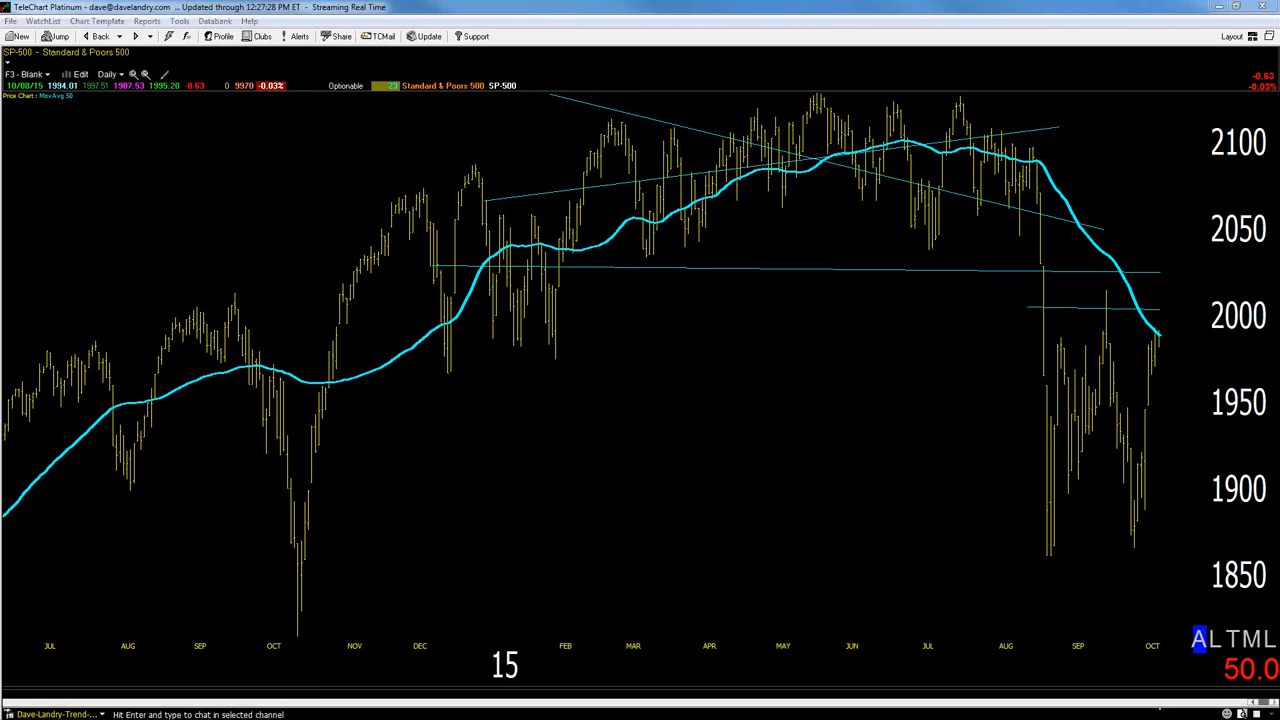 TeleChart Platinum - dave@davelandry.com ... Updated through 12:27:28 PM ET - Streaming Real Time
File WatchList Chart Template Reports Tools Databank Help
New Jump Back Profile Clubs Alerts Share TCMail Update Support Layout
SP-500 - Standard & Poors 500
F3 - Blank Edit Daily
-0.63
10/08/15 1994.01 1997.51 1987.53 1995.20 -0.63 0 9970 -0.03% Optionable 23 Standard & Poors 500 SP-500 -0.03%
Price Chart : MovAvg 50
2100
2050
2000
1950
1900
1850
JUL AUG SEP OCT NOV DEC 15 FEB MAR APR MAY JUN JUL AUG SEP OCT
ALTML
50.0
Dave-Landry-Trend-... Hit Enter and type to chat in selected channel